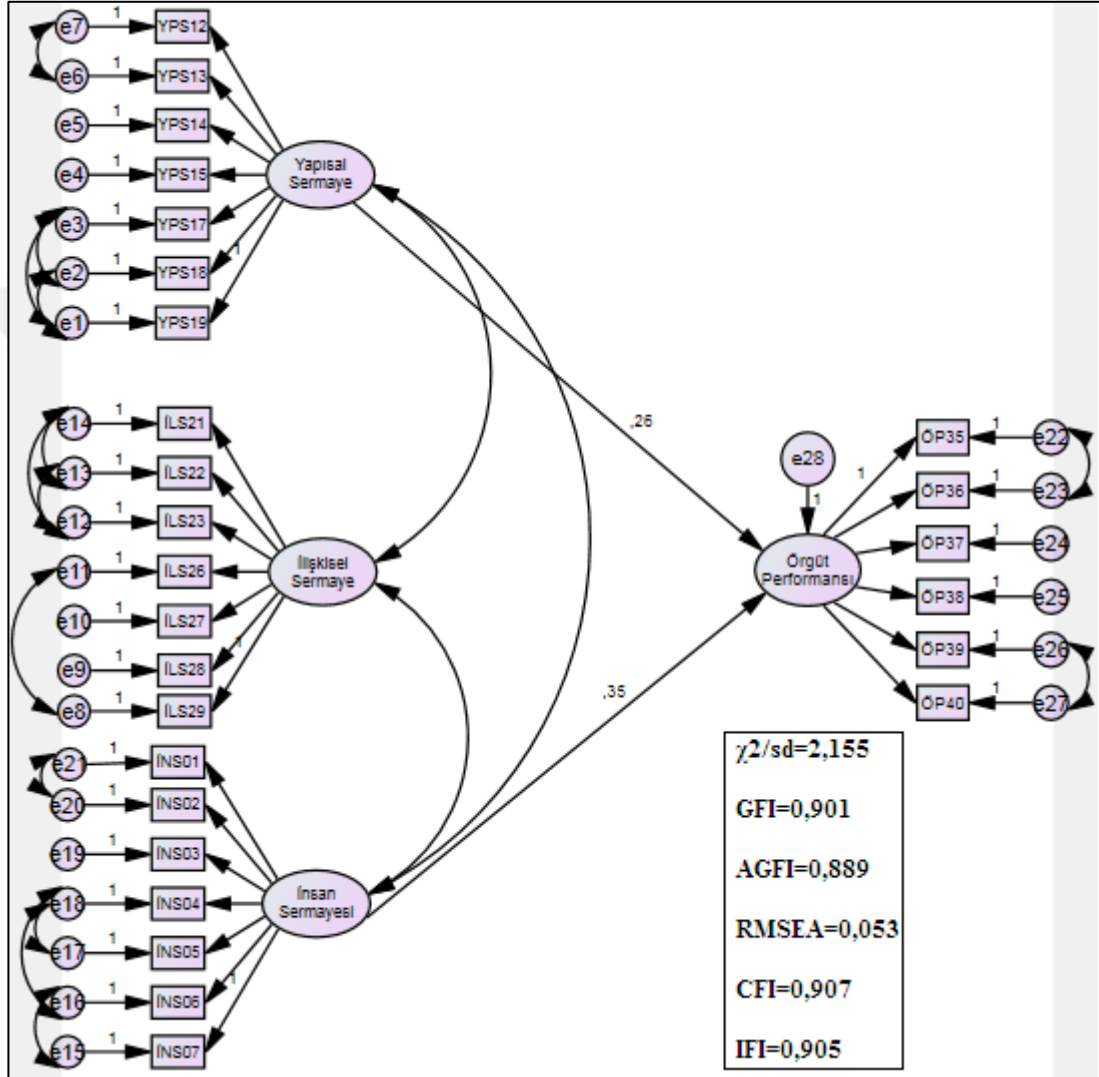 e7 1 YPS12
e6 1 YPS13
e5 1 YPS14
e4 1 YPS15
e3 1 YPS17
e2 1 YPS18 1
e1 1 YPS19
Yapısal
Sermaye
e14 1 İLS21
e13 1 İLS22
e12 1 İLS23
e11 1 İLS26
e10 1 İLS27
e9 1 İLS28 1
e8 1 İLS29
İlişkisel
Sermaye
e21 1 İNS01
e20 1 İNS02
e19 1 İNS03
e18 1 İNS04
e17 1 İNS05
e16 1 İNS06 1
e15 1 İNS07
İnsan
Sermayesi
,26
,35
e28
1
Örgüt
Performansı
1
ÖP35 1 e22
ÖP36 1 e23
ÖP37 1 e24
ÖP38 1 e25
ÖP39 1 e26
ÖP40 1 e27
χ2/sd=2,155
GFI=0,901
AGFI=0,889
RMSEA=0,053
CFI=0,907
IFI=0,905